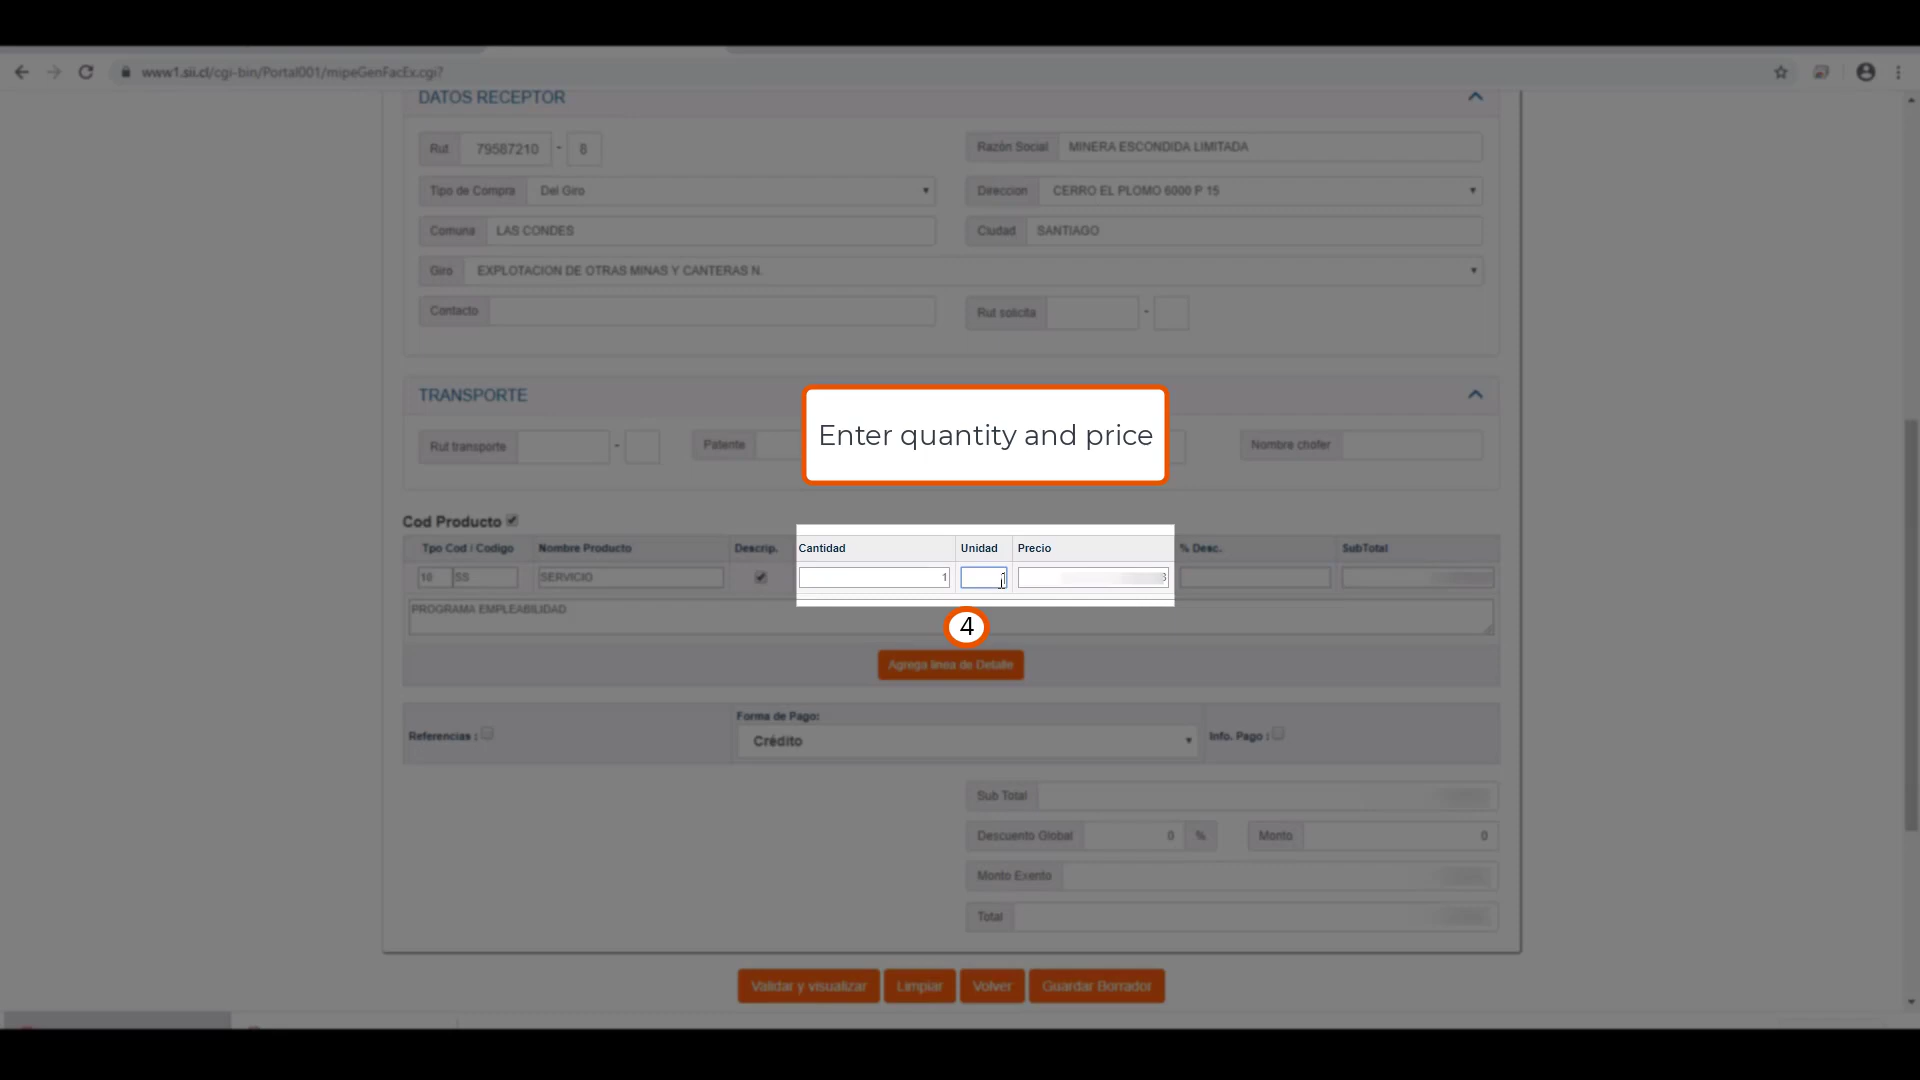 www1.sii.cl/cgi-bin/Portal001/mipeGenFacEx.cgi?
DATOS RECEPTOR
Rut 79587210 - 8 Razón Social MINERA ESCONDIDA LIMITADA
Tipo de Compra Del Giro Direccion CERRO EL PLOMO 6000 P 15
Comuna LAS CONDES Ciudad SANTIAGO
Giro EXPLOTACION DE OTRAS MINAS Y CANTERAS N.
Contacto Rut solicita -
TRANSPORTE
Enter quantity and price
Rut transporte - Patente Nombre chofer
Cod Producto
Tpo Cod / Codigo Nombre Producto Descrip. Cantidad Unidad Precio % Desc. SubTotal
10 SS SERVICIO 1
PROGRAMA EMPLEABILIDAD
4
Agrega linea de Detalle
Forma de Pago:
Referencias : Crédito Info. Pago :
Sub Total
Descuento Global 0 % Monto 0
Monto Exento
Total
Validar y visualizar Limpiar Volver Guardar Borrador